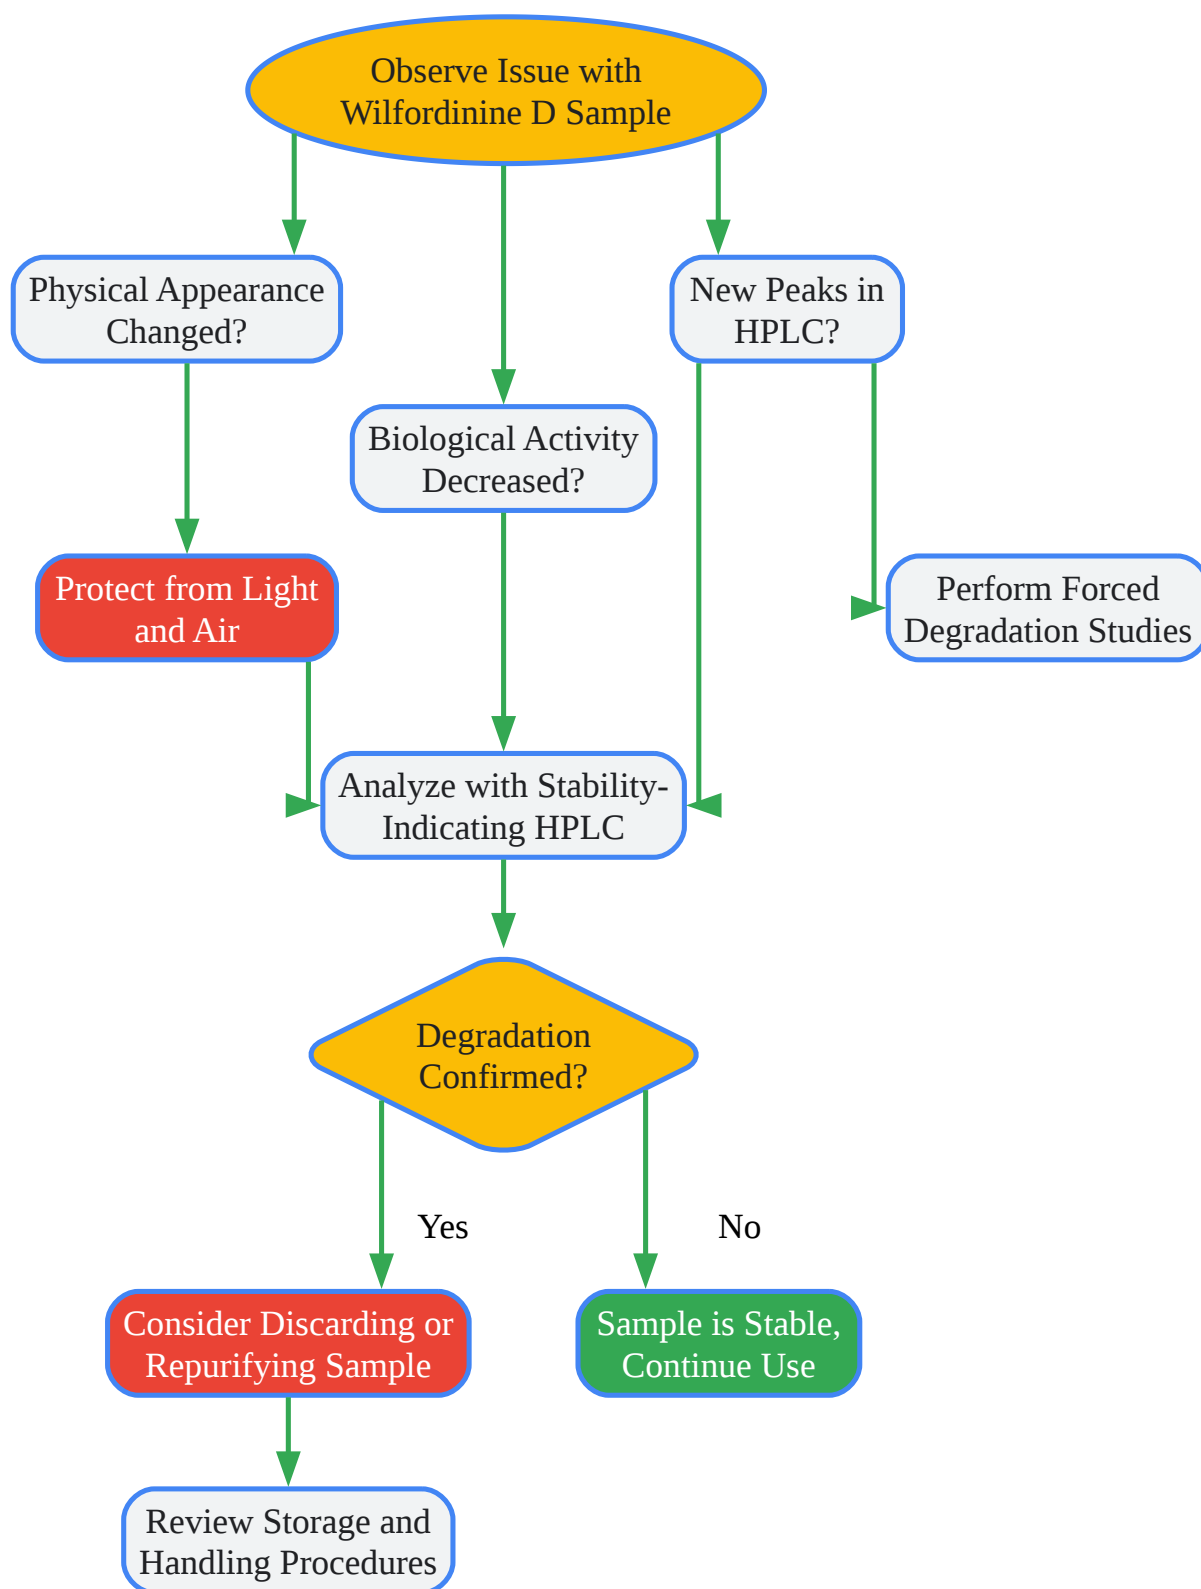 Observe Issue with
Wilfordinine D Sample
Physical Appearance
Changed?
New Peaks in
HPLC?
Biological Activity
Decreased?
Protect from Light
and Air
Perform Forced
Degradation Studies
Analyze with Stability-
Indicating HPLC
Degradation
Confirmed?
Yes
No
Consider Discarding or
Repurifying Sample
Sample is Stable,
Continue Use
Review Storage and
Handling Procedures